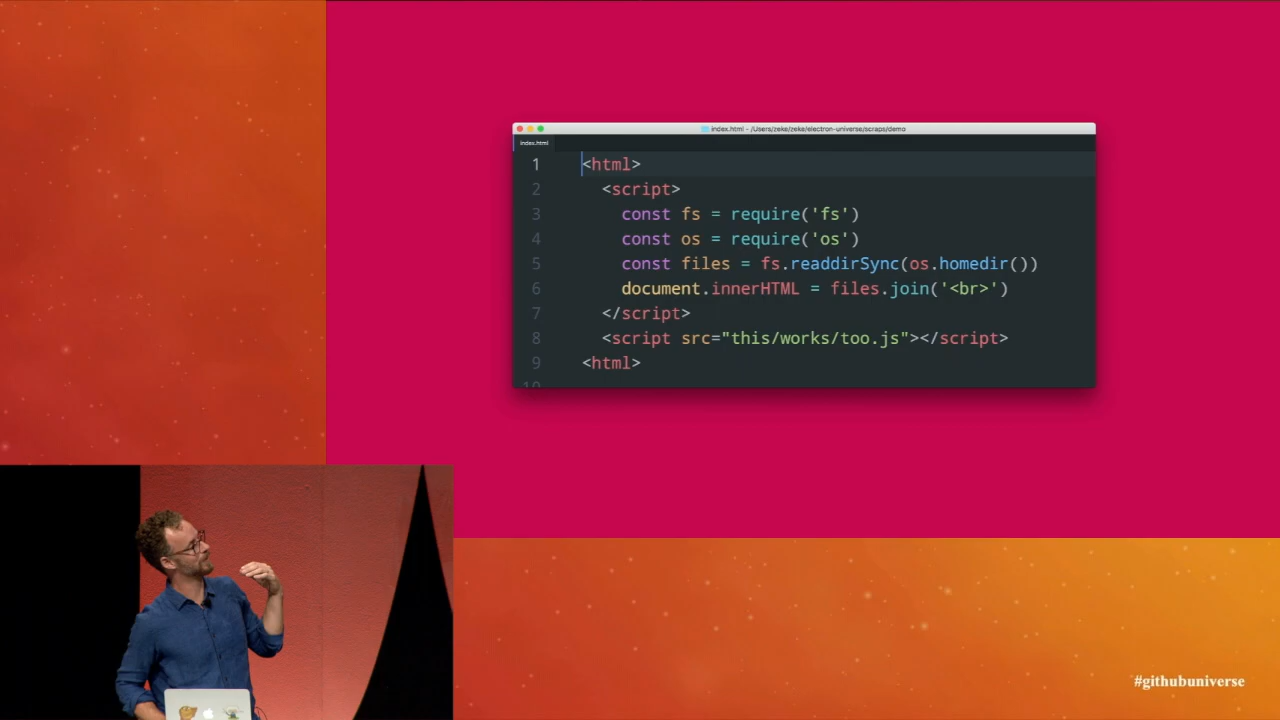 index.html - /Users/zeke/zeke/electron-universe/scraps/demo
index.html
1 <html>
2 <script>
3 const fs = require('fs')
4 const os = require('os')
5 const files = fs.readdirSync(os.homedir())
6 document.innerHTML = files.join('<br>')
7 </script>
8 <script src="this/works/too.js"></script>
9 <html>
10
#githubuniverse